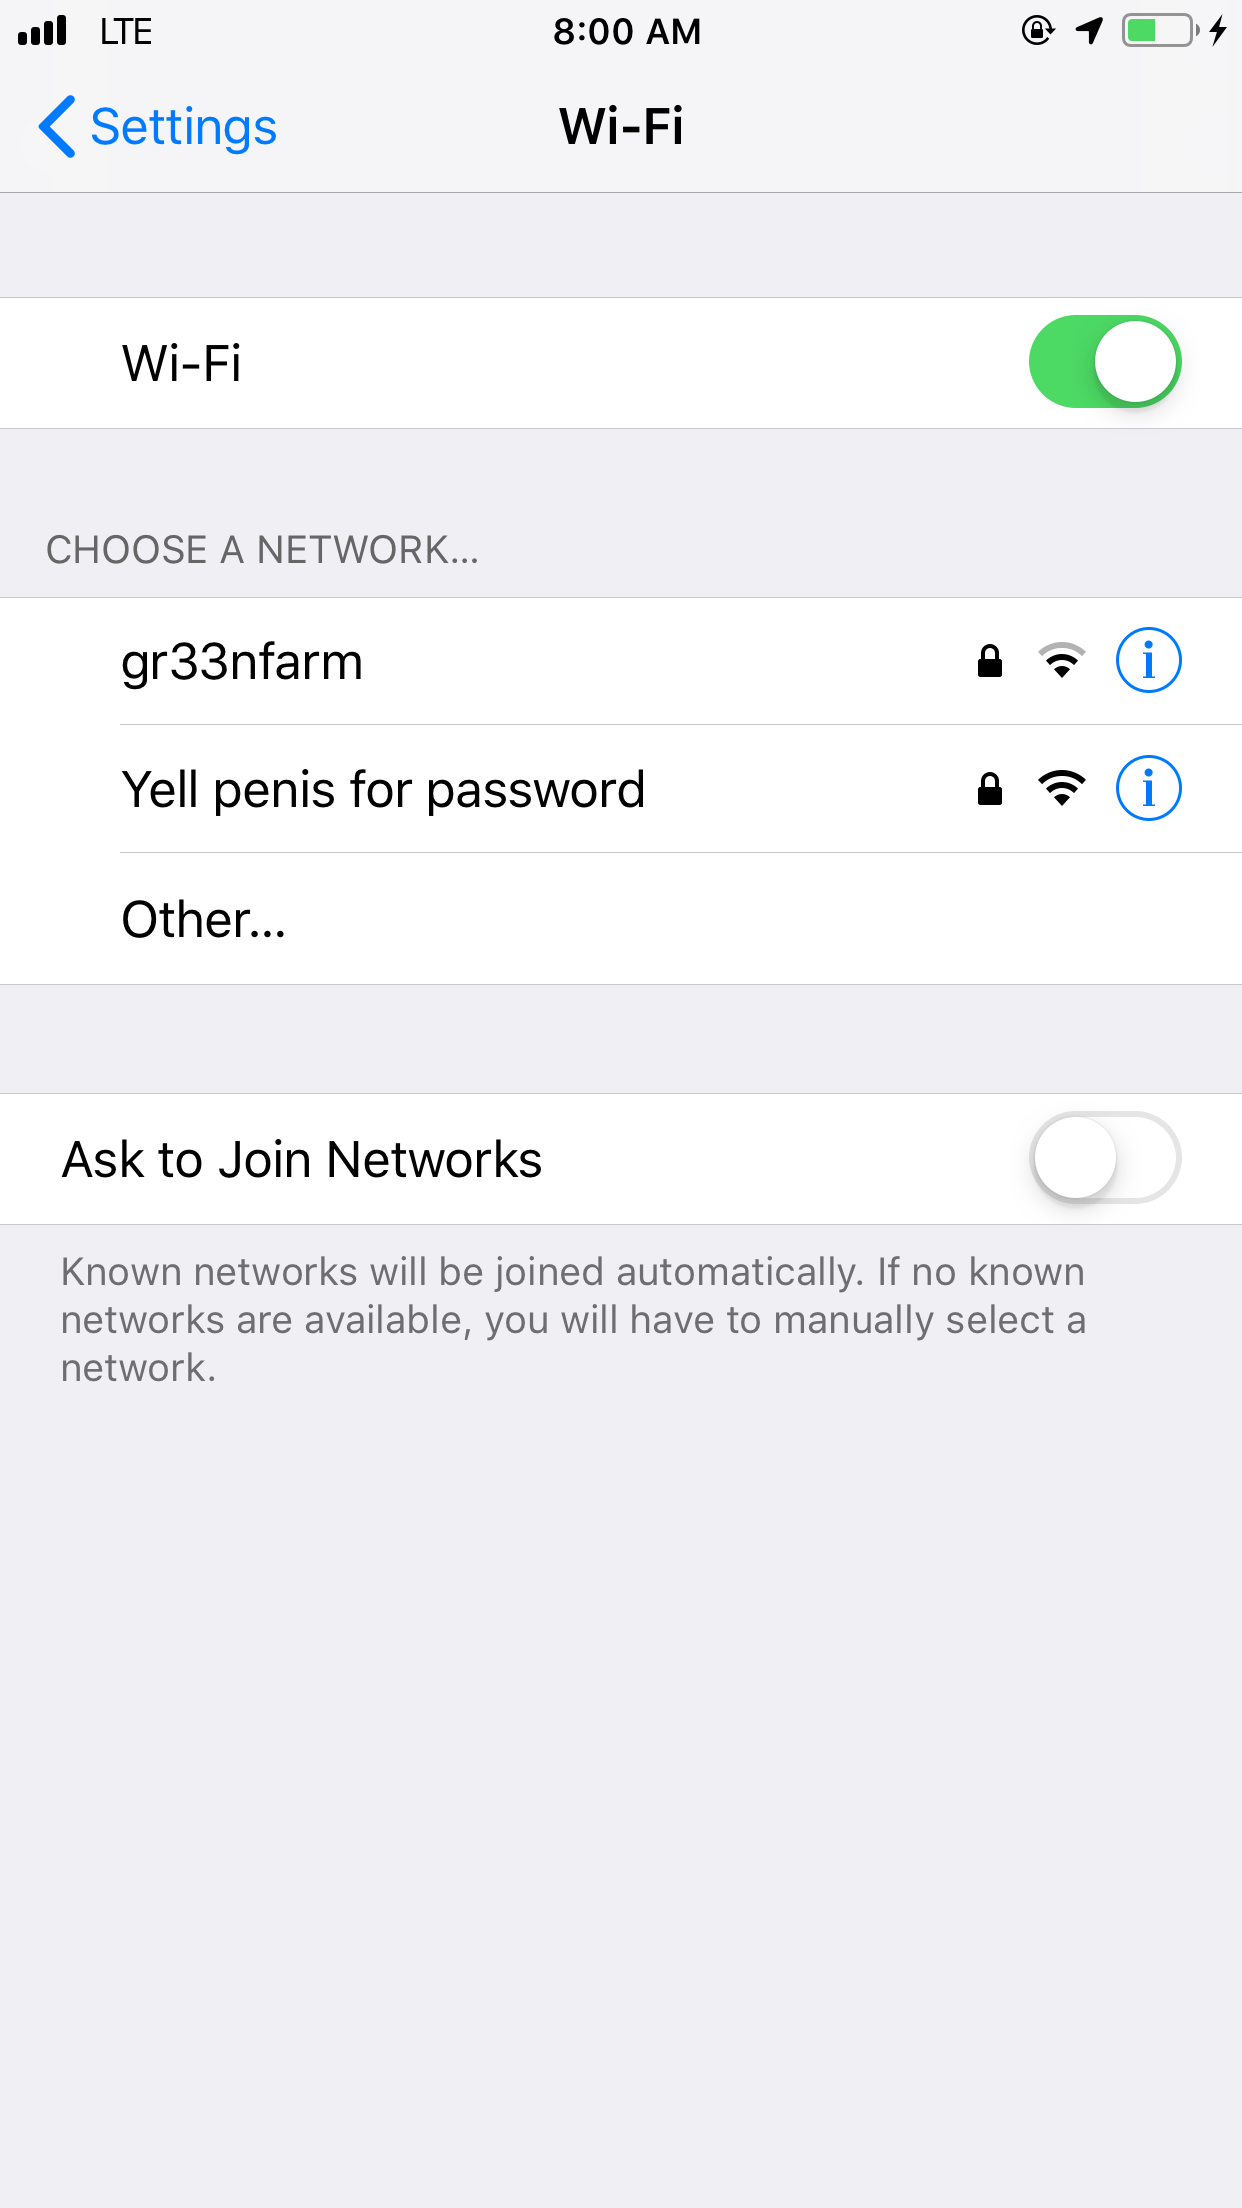 LTE
8:00 AM
Settings
Wi-Fi
Wi-Fi
CHOOSE A NETWORK...
gr33nfarm
Yell penis for password
Other...
Ask to Join Networks
Known networks will be joined automatically. If no known
networks are available, you will have to manually select a
network.